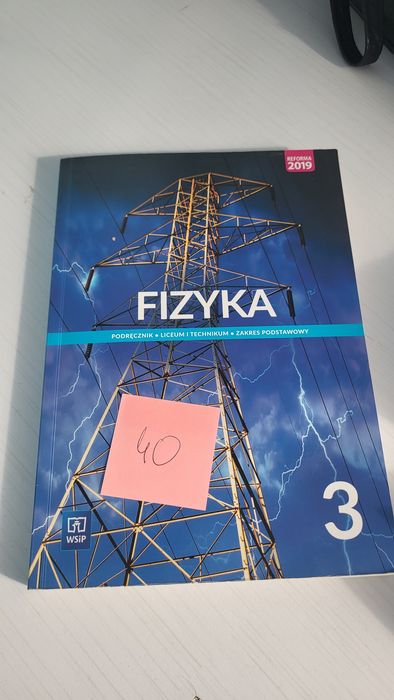 REFORMA
2019
FIZYKA
PODRĘCZNIK • LICEUM I TECHNIKUM • ZAKRES PODSTAWOWY
40
3
WSiP